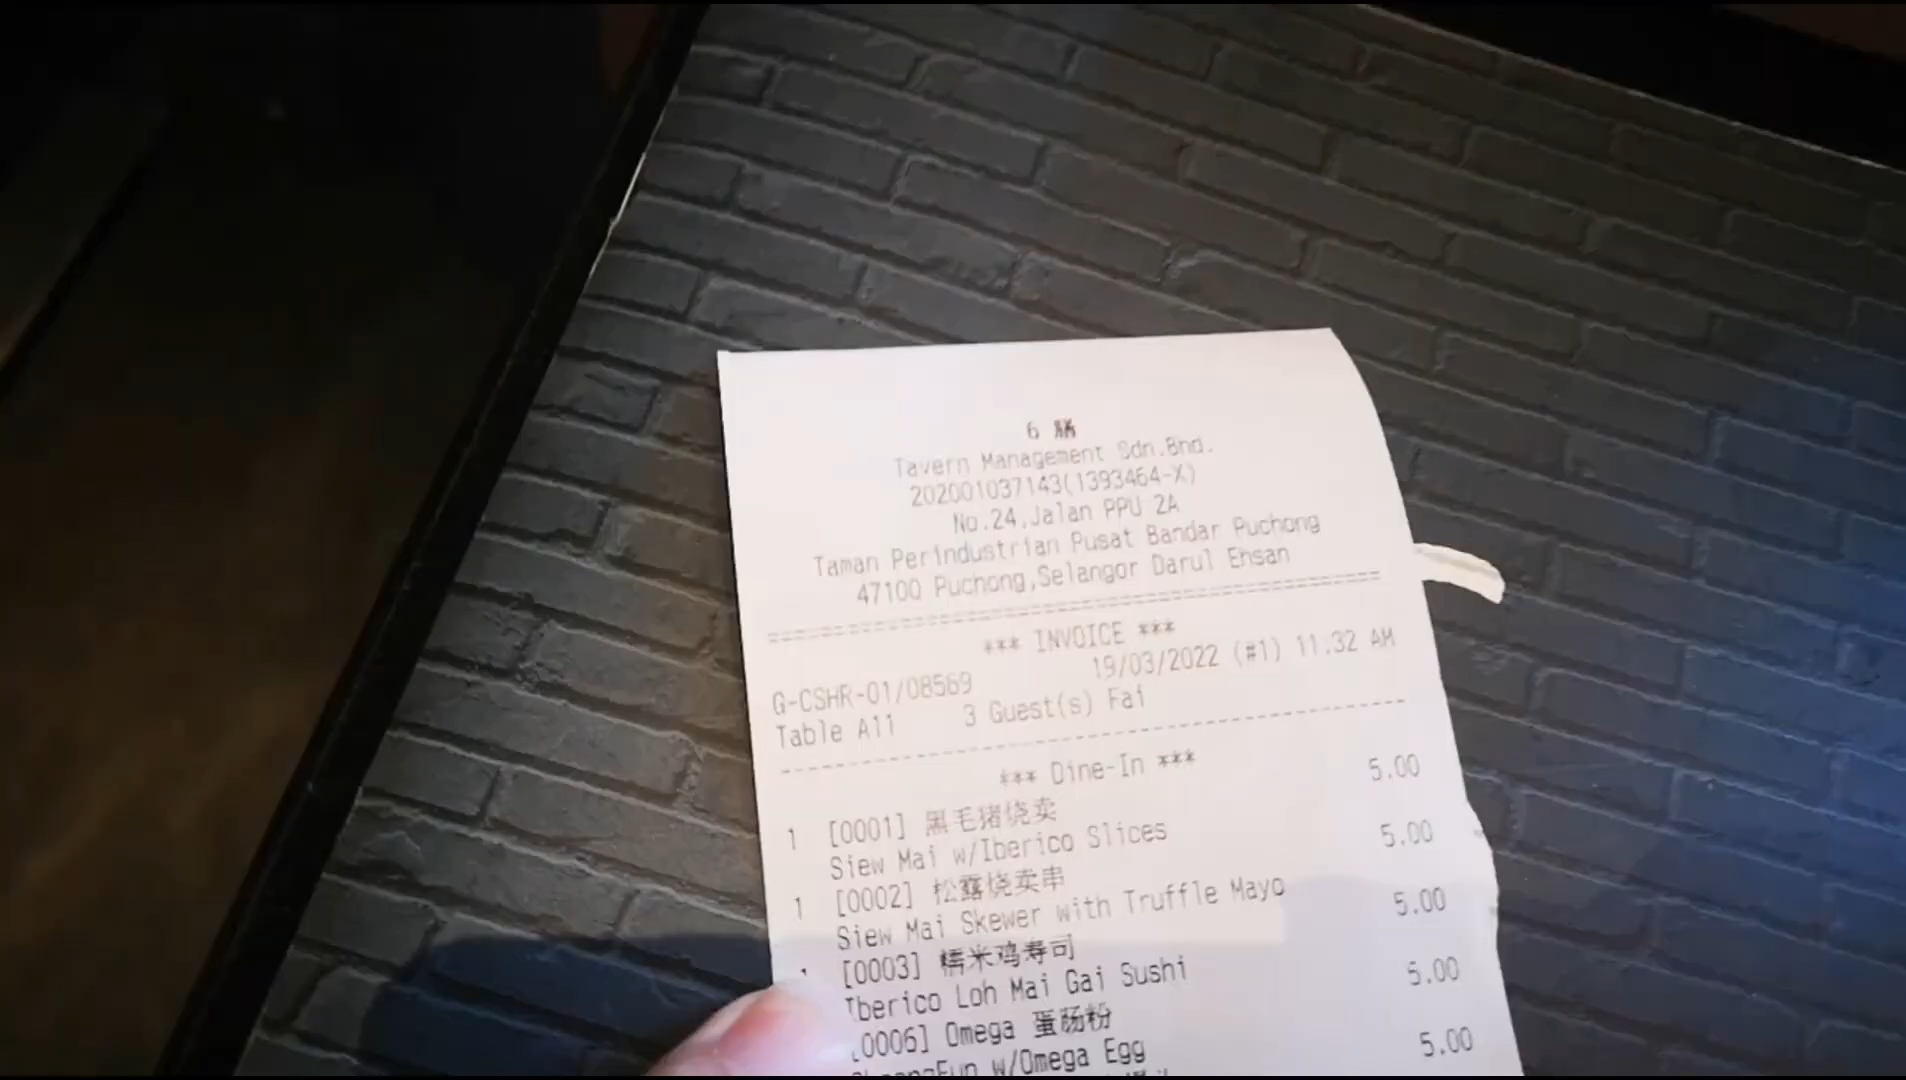 6 膳
Tavern Management Sdn.Bhd.
202001037143(1393464-X)
No.24,Jalan PPU 2A
Taman Perindustrian Pusat Bandar Puchong
47100 Puchong,Selangor Darul Ehsan
*** INVOICE ***
G-CSHR-01/08569 19/03/2022 (#1) 11:32 AM
Table A11 3 Guest(s) Fai
*** Dine-In ***
1 [0001] 黑毛猪烧卖 5.00
Siew Mai w/Iberico Slices
1 [0002] 松露烧卖串 5.00
Siew Mai Skewer with Truffle Mayo
1 [0003] 糯米鸡寿司 5.00
Iberico Loh Mai Gai Sushi
[0006] Omega 蛋肠粉 5.00
w/Omega Egg
5.00